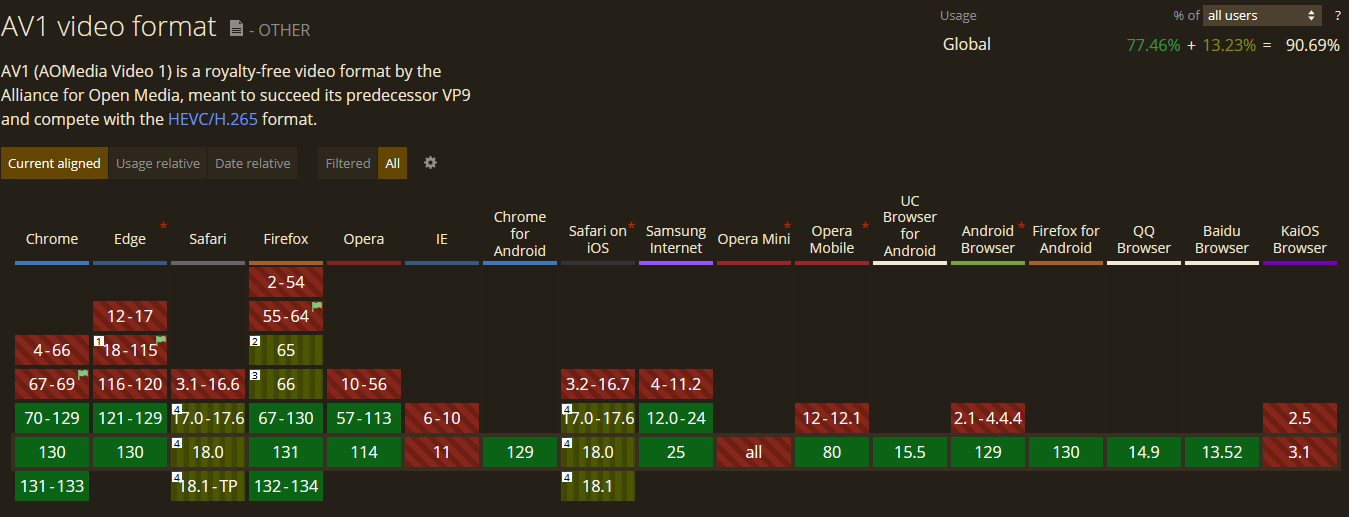 AV1 video format - OTHER
Usage % of all users ?
Global 77.46% + 13.23% = 90.69%
AV1 (AOMedia Video 1) is a royalty-free video format by the
Alliance for Open Media, meant to succeed its predecessor VP9
and compete with the HEVC/H.265 format.
Current aligned Usage relative Date relative Filtered All
Chrome
Edge *
Safari
Firefox
Opera
IE
Chrome
for
Android
Safari on *
iOS
Samsung
Internet
Opera Mini *
Opera *
Mobile
UC
Browser
for
Android
Android *
Browser
Firefox for
Android
QQ
Browser
Baidu
Browser
KaiOS
Browser
2-54
12-17 55-64
4-66 1 18-115 2 65
67-69 116-120 3.1-16.6 3 66 10-56 3.2-16.7 4-11.2
70-129 121-129 4 17.0-17.6 67-130 57-113 6-10 4 17.0-17.6 12.0-24 12-12.1 2.1-4.4.4 2.5
130 130 4 18.0 131 114 11 129 4 18.0 25 all 80 15.5 129 130 14.9 13.52 3.1
131-133 4 18.1-TP 132-134 4 18.1